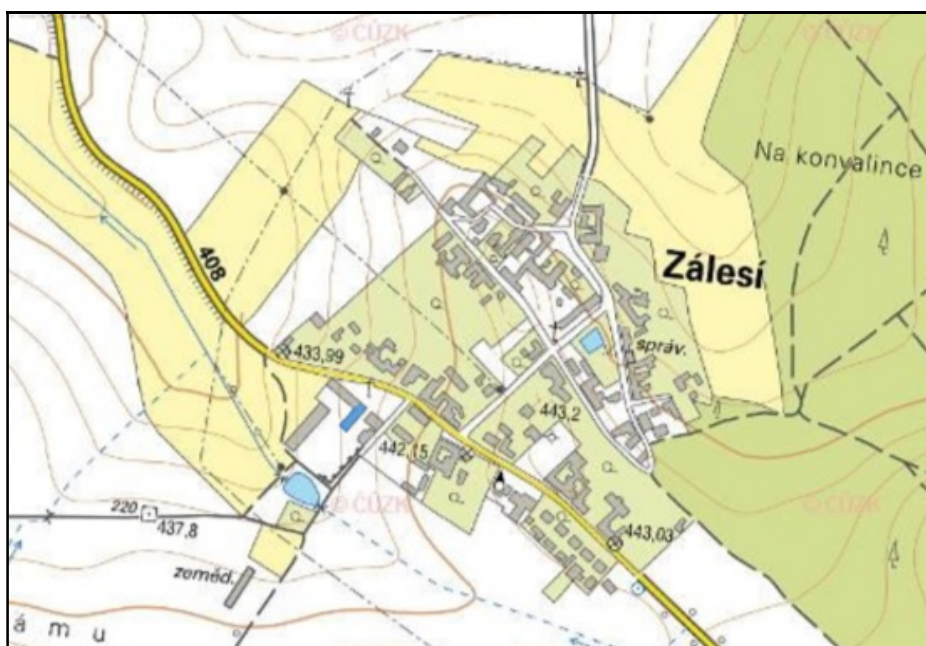 © ČÚZK
© ČÚZK
Na konvalince
408
Zálesí
433,99
správ.
443,2
442,15
220
437,8
© ČÚZK
© ČÚZK
443,03
zeměd.
á m u